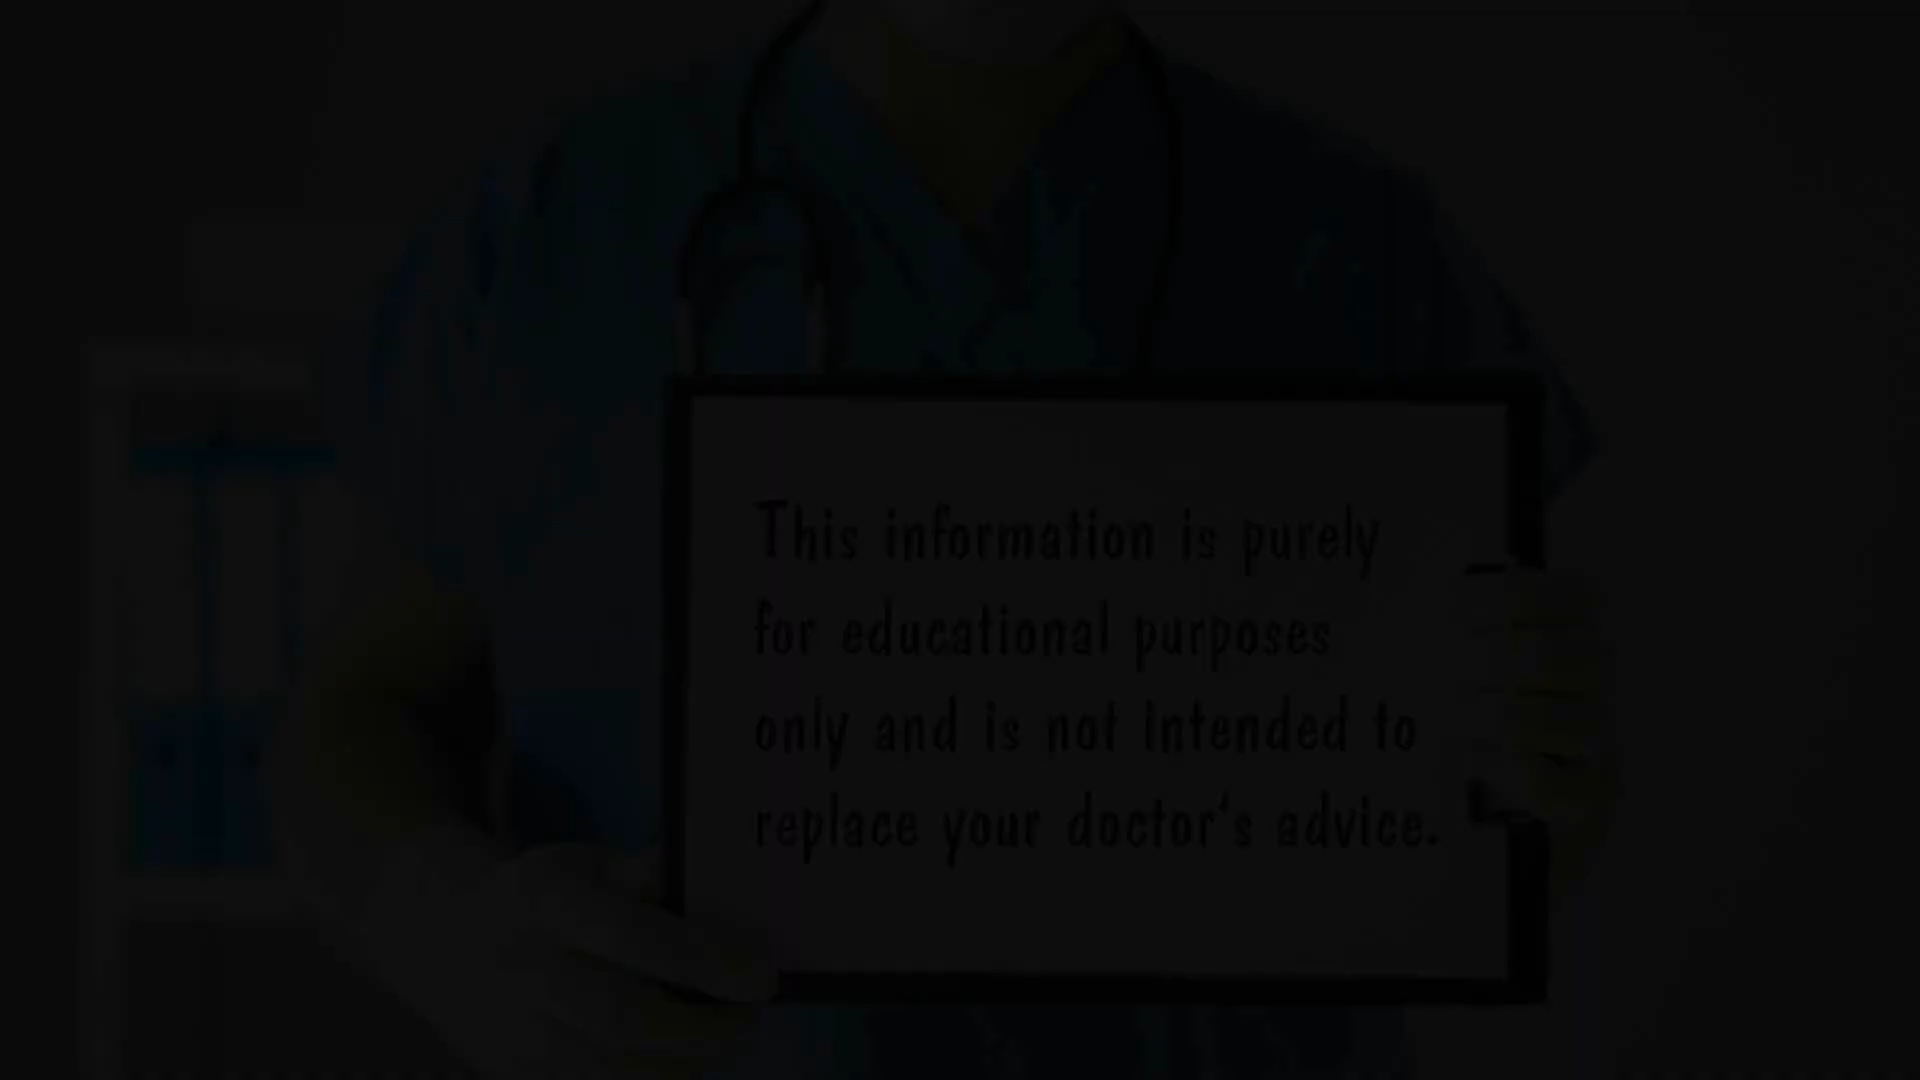 This information is purely
for educational purposes
only and is not intended to
replace your doctor's advice.